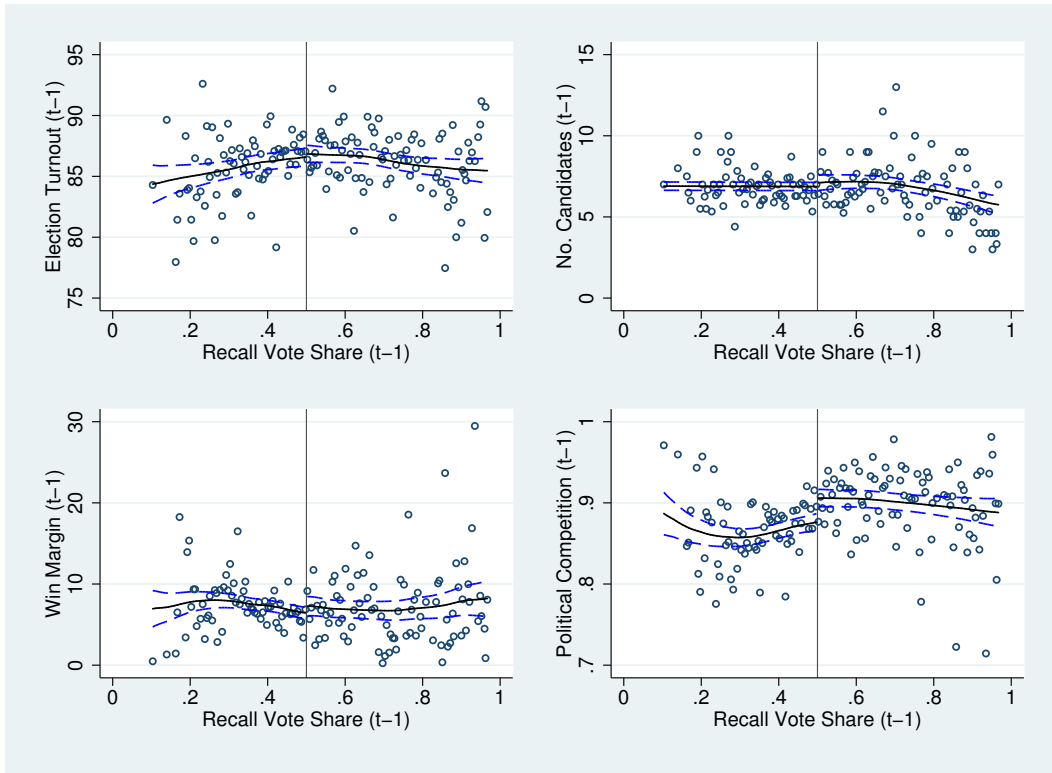 Election Turnout (t−1)
95
90
85
80
75
0 .2 .4 .6 .8 1
Recall Vote Share (t−1)
No. Candidates (t−1)
15
10
5
0
0 .2 .4 .6 .8 1
Recall Vote Share (t−1)
Win Margin (t−1)
30
20
10
0
0 .2 .4 .6 .8 1
Recall Vote Share (t−1)
Political Competition (t−1)
1
.9
.8
.7
0 .2 .4 .6 .8 1
Recall Vote Share (t−1)